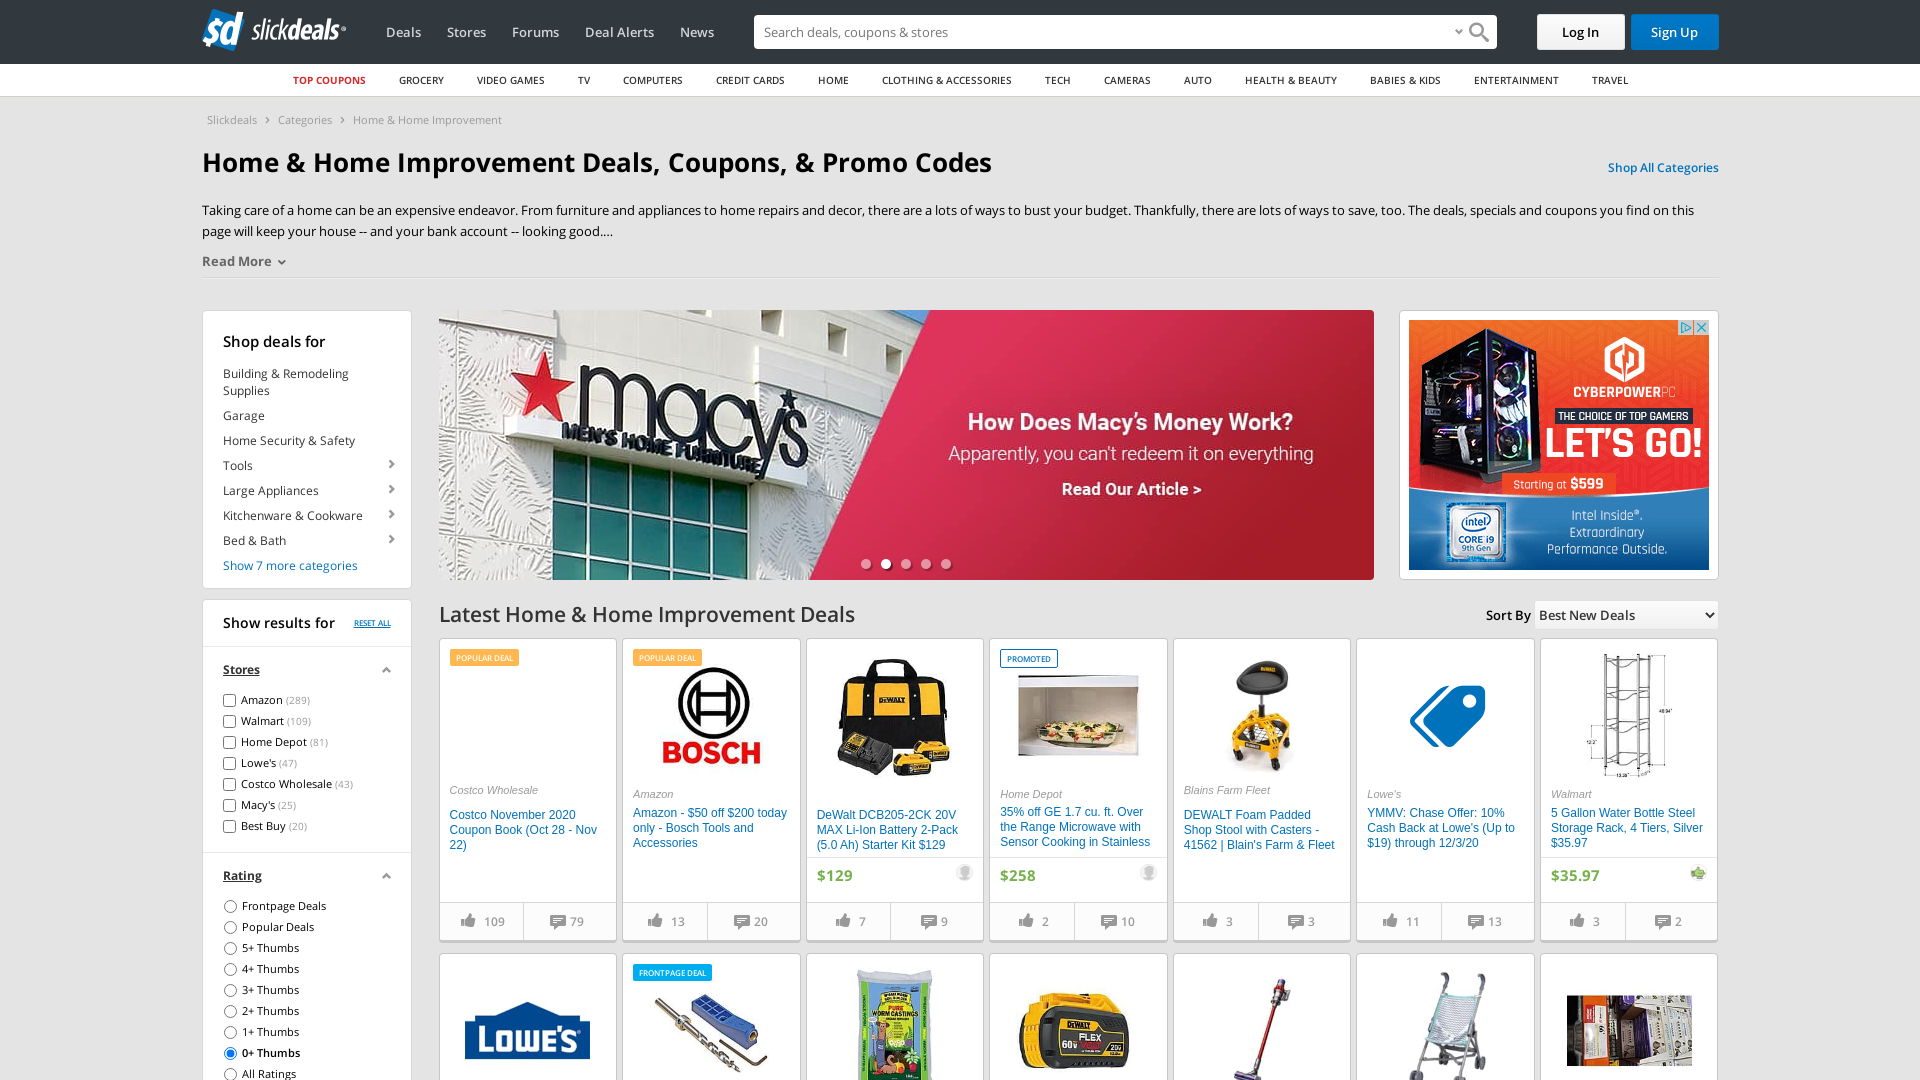 sd slickdeals
Deals
Stores
Forums
Deal Alerts
News
Search deals, coupons & stores
Log In
Sign Up
TOP COUPONS
GROCERY
VIDEO GAMES
TV
COMPUTERS
CREDIT CARDS
HOME
CLOTHING & ACCESSORIES
TECH
CAMERAS
AUTO
HEALTH & BEAUTY
BABIES & KIDS
ENTERTAINMENT
TRAVEL
Slickdeals > Categories > Home & Home Improvement
Home & Home Improvement Deals, Coupons, & Promo Codes
Shop All Categories
Taking care of a home can be an expensive endeavor. From furniture and appliances to home repairs and decor, there are a lots of ways to bust your budget. Thankfully, there are lots of ways to save, too. The deals, specials and coupons you find on this
page will keep your house -- and your bank account -- looking good.…
Read More
Shop deals for
Building & Remodeling
Supplies
Garage
Home Security & Safety
Tools
Large Appliances
Kitchenware & Cookware
Bed & Bath
Show 7 more categories
macy's
MEN'S HOME FURNITURE
How Does Macy's Money Work?
Apparently, you can't redeem it on everything
Read Our Article >
CYBERPOWERPC
THE CHOICE OF TOP GAMERS
LET'S GO!
Starting at $599
intel
CORE i9
9th Gen
Intel Inside®.
Extraordinary
Performance Outside.
Show results for
RESET ALL
Stores
Amazon (289)
Walmart (109)
Home Depot (81)
Lowe's (47)
Costco Wholesale (43)
Macy's (25)
Best Buy (20)
Rating
Frontpage Deals
Popular Deals
5+ Thumbs
4+ Thumbs
3+ Thumbs
2+ Thumbs
1+ Thumbs
0+ Thumbs
All Ratings
Latest Home & Home Improvement Deals
Sort By
Best New Deals
POPULAR DEAL
Costco Wholesale
Costco November 2020
Coupon Book (Oct 28 - Nov
22)
109
79
POPULAR DEAL
BOSCH
Amazon
Amazon - $50 off $200 today
only - Bosch Tools and
Accessories
13
20
DEWALT
DeWalt DCB205-2CK 20V
MAX Li-Ion Battery 2-Pack
(5.0 Ah) Starter Kit $129
$129
7
9
PROMOTED
Home Depot
35% off GE 1.7 cu. ft. Over
the Range Microwave with
Sensor Cooking in Stainless
$258
2
10
Blains Farm Fleet
DEWALT Foam Padded
Shop Stool with Casters -
41562 | Blain's Farm & Fleet
3
3
Lowe's
YMMV: Chase Offer: 10%
Cash Back at Lowe's (Up to
$19) through 12/3/20
11
13
Walmart
5 Gallon Water Bottle Steel
Storage Rack, 4 Tiers, Silver
$35.97
$35.97
3
2
LOWE'S
FRONTPAGE DEAL
PURE
WORM CASTINGS
DEWALT
FLEX
60V
20V